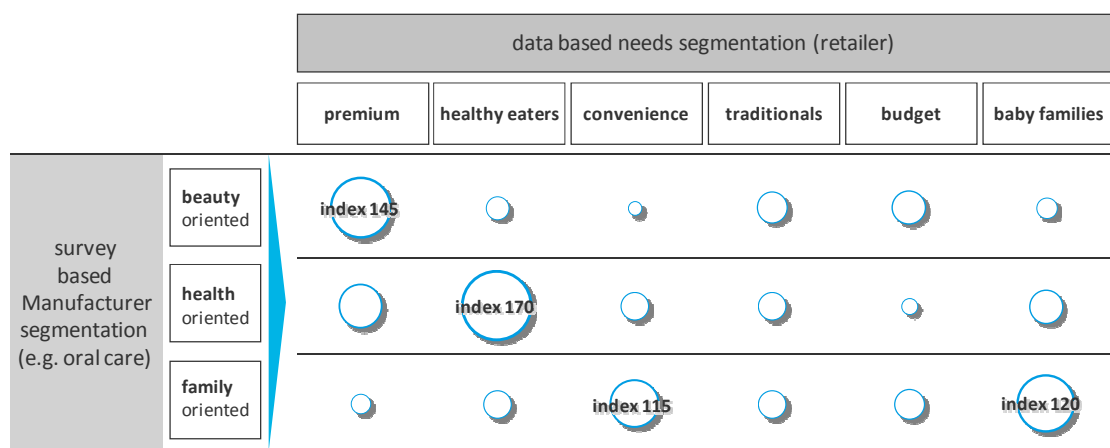 data based needs segmentation (retailer)
premium
healthy eaters
convenience
traditionals
budget
baby families
survey
based
Manufacturer
segmentation
(e.g. oral care)
beauty
oriented
index 145
health
oriented
index 170
family
oriented
index 115
index 120